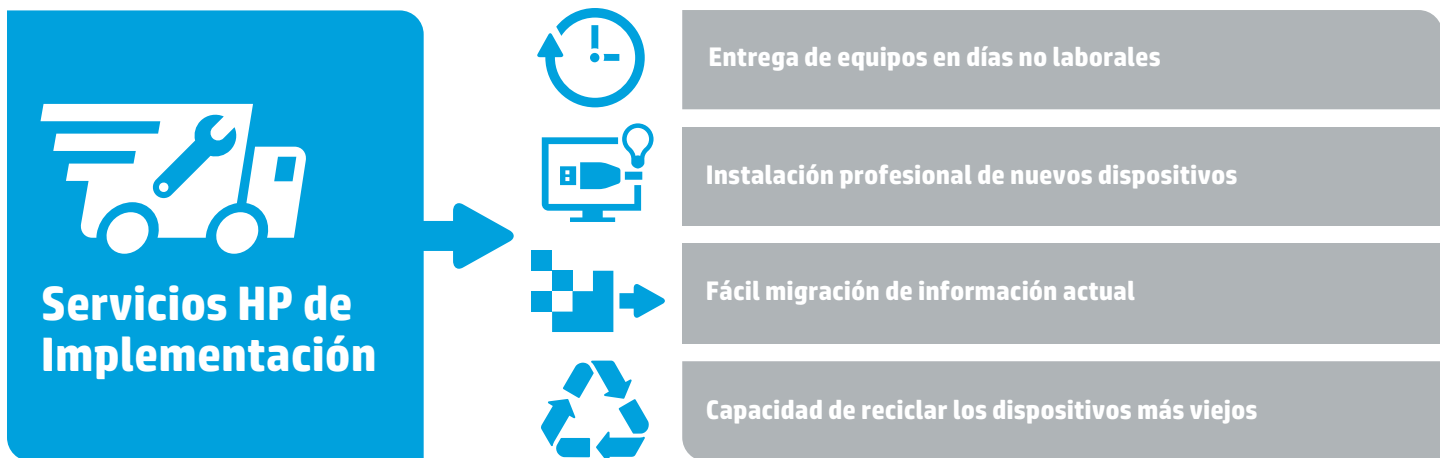 Servicios HP de
Implementación
Entrega de equipos en días no laborales
Instalación profesional de nuevos dispositivos
Fácil migración de información actual
Capacidad de reciclar los dispositivos más viejos